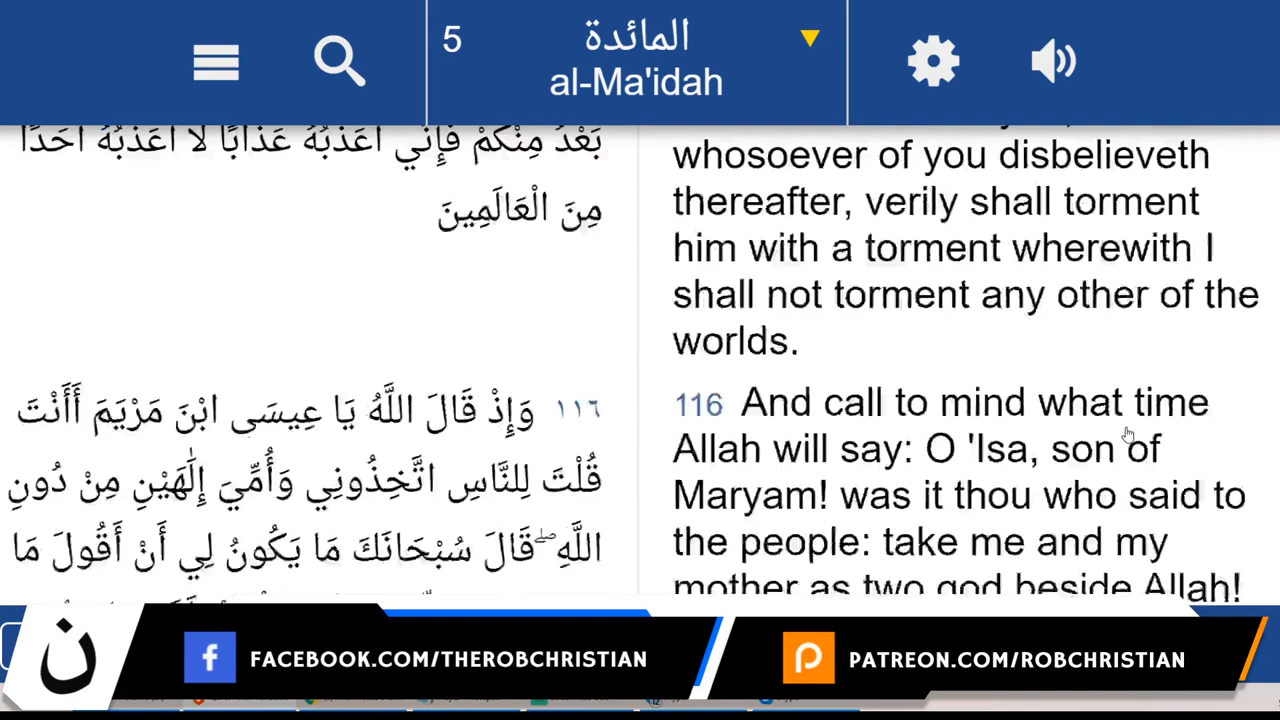 5
المائدة
al-Ma'idah
بَعْدُ مِنْكُمْ فَإِنِّي أُعَذِّبُهُ عَذَابًا لَا أُعَذِّبُهُ أَحَدًا
مِنَ الْعَالَمِينَ
١١٦ وَإِذْ قَالَ اللَّهُ يَا عِيسَى ابْنَ مَرْيَمَ أَأَنْتَ
قُلْتَ لِلنَّاسِ اتَّخِذُونِي وَأُمِّيَ إِلَٰهَيْنِ مِنْ دُونِ
اللَّهِ ۖ قَالَ سُبْحَانَكَ مَا يَكُونُ لِي أَنْ أَقُولَ مَا
whosoever of you disbelieveth
thereafter, verily shall torment
him with a torment wherewith I
shall not torment any other of the
worlds.
116 And call to mind what time
Allah will say: O 'Isa, son of
Maryam! was it thou who said to
the people: take me and my
mother as two god beside Allah!
ن
f
FACEBOOK.COM/THEROBCHRISTIAN
PATREON.COM/ROBCHRISTIAN